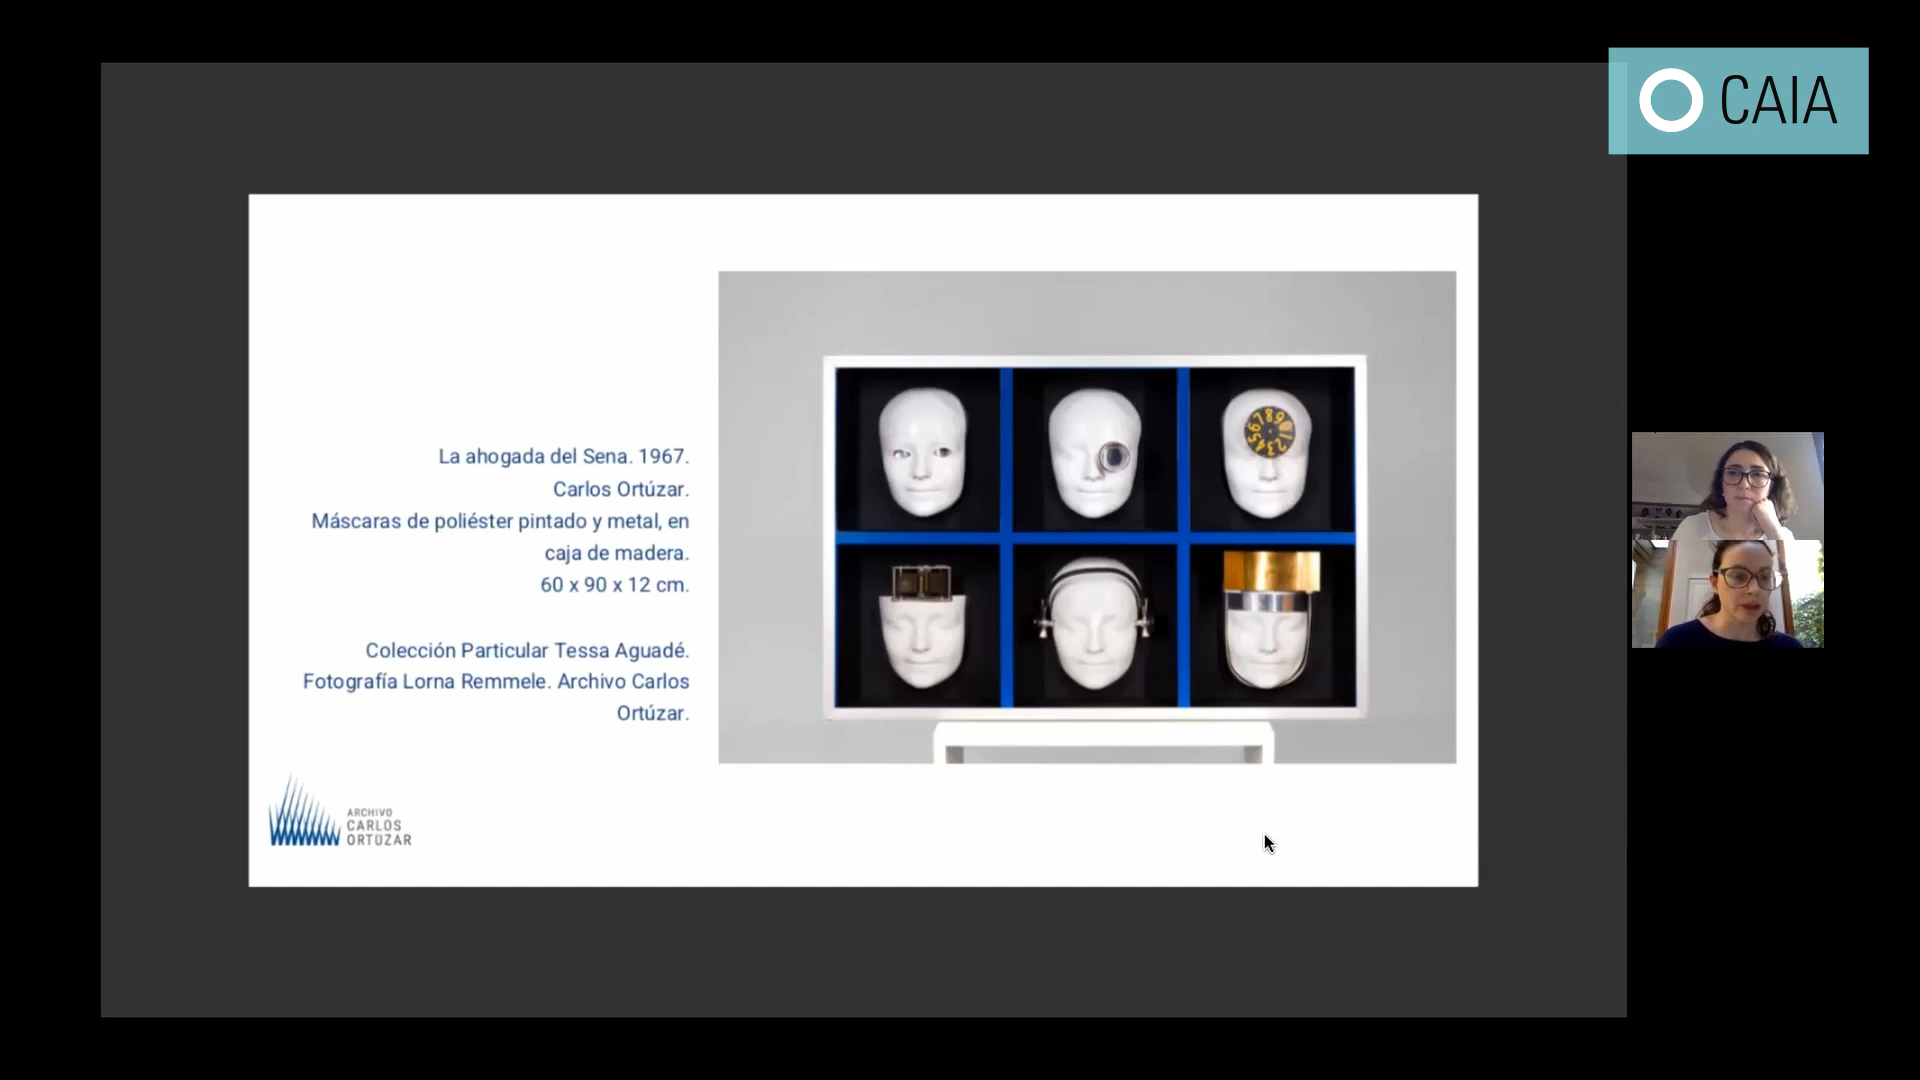 CAIA
La ahogada del Sena. 1967.
Carlos Ortúzar.
Máscaras de poliéster pintado y metal, en
caja de madera.
60 x 90 x 12 cm.
Colección Particular Tessa Aguadé.
Fotografía Lorna Remmele. Archivo Carlos
Ortúzar.
ARCHIVO
CARLOS
ORTÚZAR